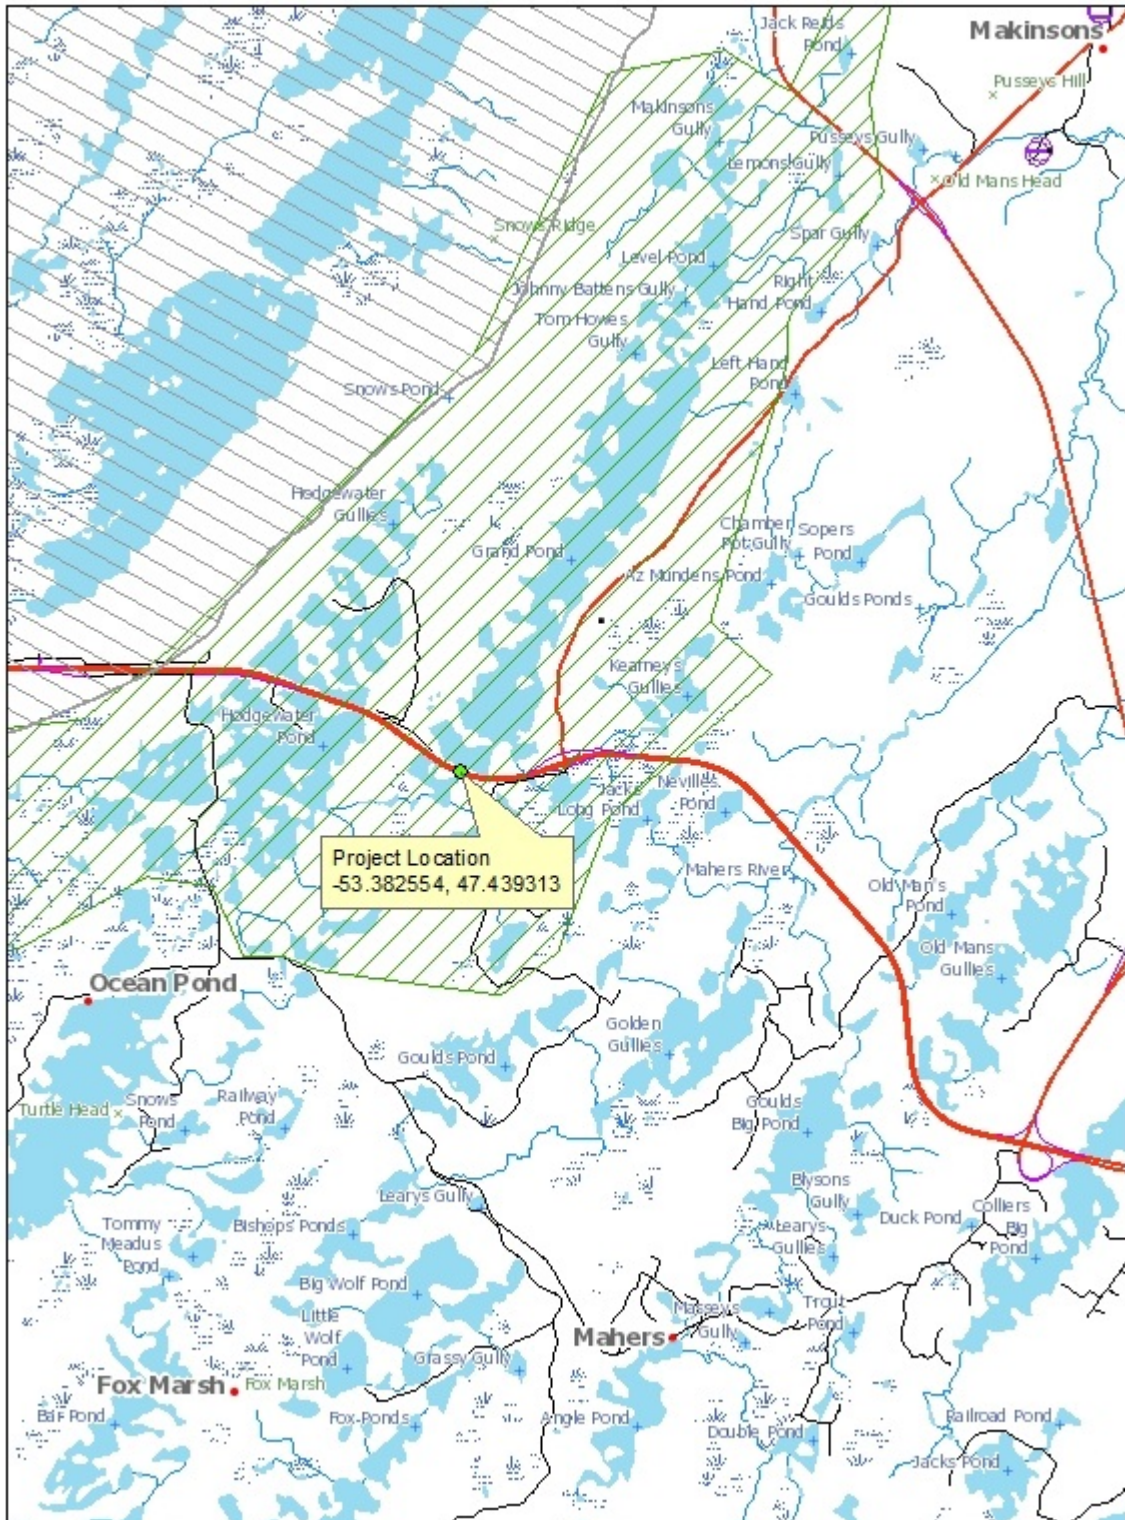 Jack Reids
Pond
Makinsons
Pusseys Hill
Makinsons
Gully
Pusseys Gully
Lemons Gully
Old Mans Head
Snows Ridge
Spar Gully
Level Pond
Johnny Battens Gully
Right
Hand Pond
Tom Howes
Gully
Left Hand
Pond
Snows Pond
Hodgewater
Gullies
Grand Pond
Chamber
Pot Gully
Sopers
Pond
Az Mundens Pond
Goulds Ponds
Kearneys
Gullies
Hodgewater
Pond
Jacks
Long Pond
Nevilles
Pond
Project Location
-53.382554, 47.439313
Mahers River
Old Man's
Pond
Old Mans
Gullies
Ocean Pond
Golden
Gullies
Goulds Pond
Turtle Head
Snows
Pond
Railway
Pond
Goulds
Big Pond
Learys Gully
Blysons
Gully
Duck Pond
Colliers
Big
Pond
Tommy
Meadus
Pond
Bishops Ponds
Learys
Gullies
Big Wolf Pond
Little
Wolf
Pond
Masseys
Gully
Trout
Pond
Mahers
Grassy Gully
Fox Marsh
Fox Marsh
Bar Pond
Fox Ponds
Angle Pond
Double Pond
Railroad Pond
Jacks Pond